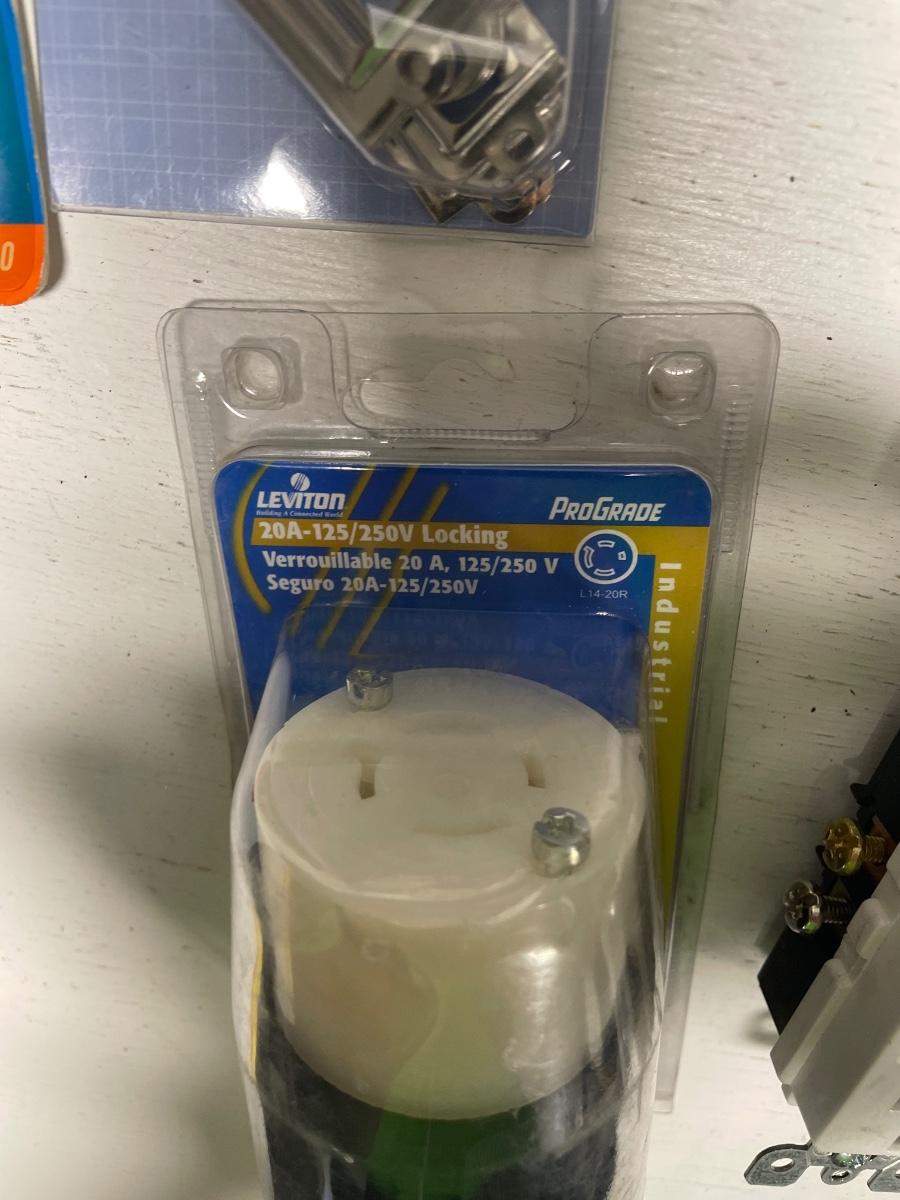 0
LEVITON
Building A Connected World
PROGRADE
20A-125/250V Locking
Verrouillable 20 A, 125/250 V
Seguro 20A-125/250V
L14-20R
Industrial